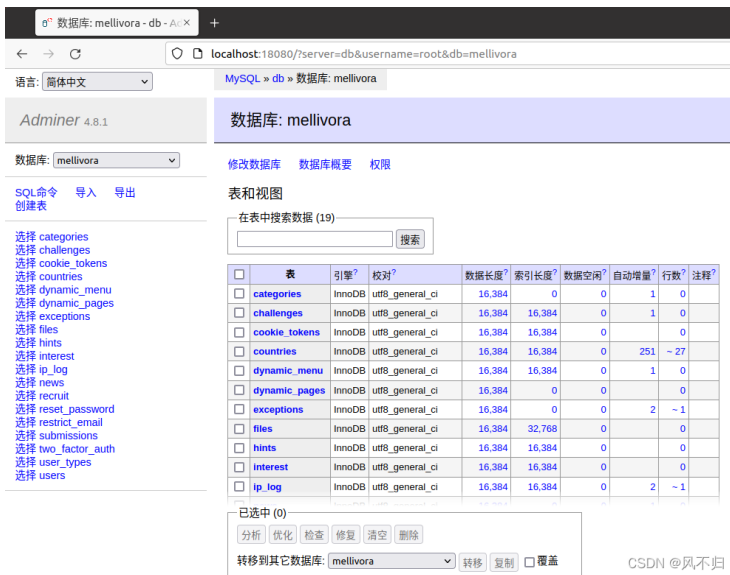 数据库: mellivora - db - Ad
localhost:18080/?server=db&username=root&db=mellivora
语言: 简体中文
MySQL » db » 数据库: mellivora
Adminer 4.8.1
数据库: mellivora
数据库: mellivora
修改数据库 数据库概要 权限
SQL命令 导入 导出
创建表
选择 categories
选择 challenges
选择 cookie_tokens
选择 countries
选择 dynamic_menu
选择 dynamic_pages
选择 exceptions
选择 files
选择 hints
选择 interest
选择 ip_log
选择 news
选择 recruit
选择 reset_password
选择 restrict_email
选择 submissions
选择 two_factor_auth
选择 user_types
选择 users
表和视图
在表中搜索数据 (19)
搜索
表 引擎? 校对? 数据长度? 索引长度? 数据空闲? 自动增量? 行数? 注释?
categories InnoDB utf8_general_ci 16,384 0 0 1 0
challenges InnoDB utf8_general_ci 16,384 16,384 0 1 0
cookie_tokens InnoDB utf8_general_ci 16,384 16,384 0 0
countries InnoDB utf8_general_ci 16,384 16,384 0 251 ~ 27
dynamic_menu InnoDB utf8_general_ci 16,384 16,384 0 1 0
dynamic_pages InnoDB utf8_general_ci 16,384 0 0 0
exceptions InnoDB utf8_general_ci 16,384 0 0 2 ~ 1
files InnoDB utf8_general_ci 16,384 32,768 0 0
hints InnoDB utf8_general_ci 16,384 16,384 0 0
interest InnoDB utf8_general_ci 16,384 16,384 0 0
ip_log InnoDB utf8_general_ci 16,384 16,384 0 2 ~ 1
已选中 (0)
分析 优化 检查 修复 清空 删除
转移到其它数据库: mellivora 转移 复制 覆盖
CSDN @风不归